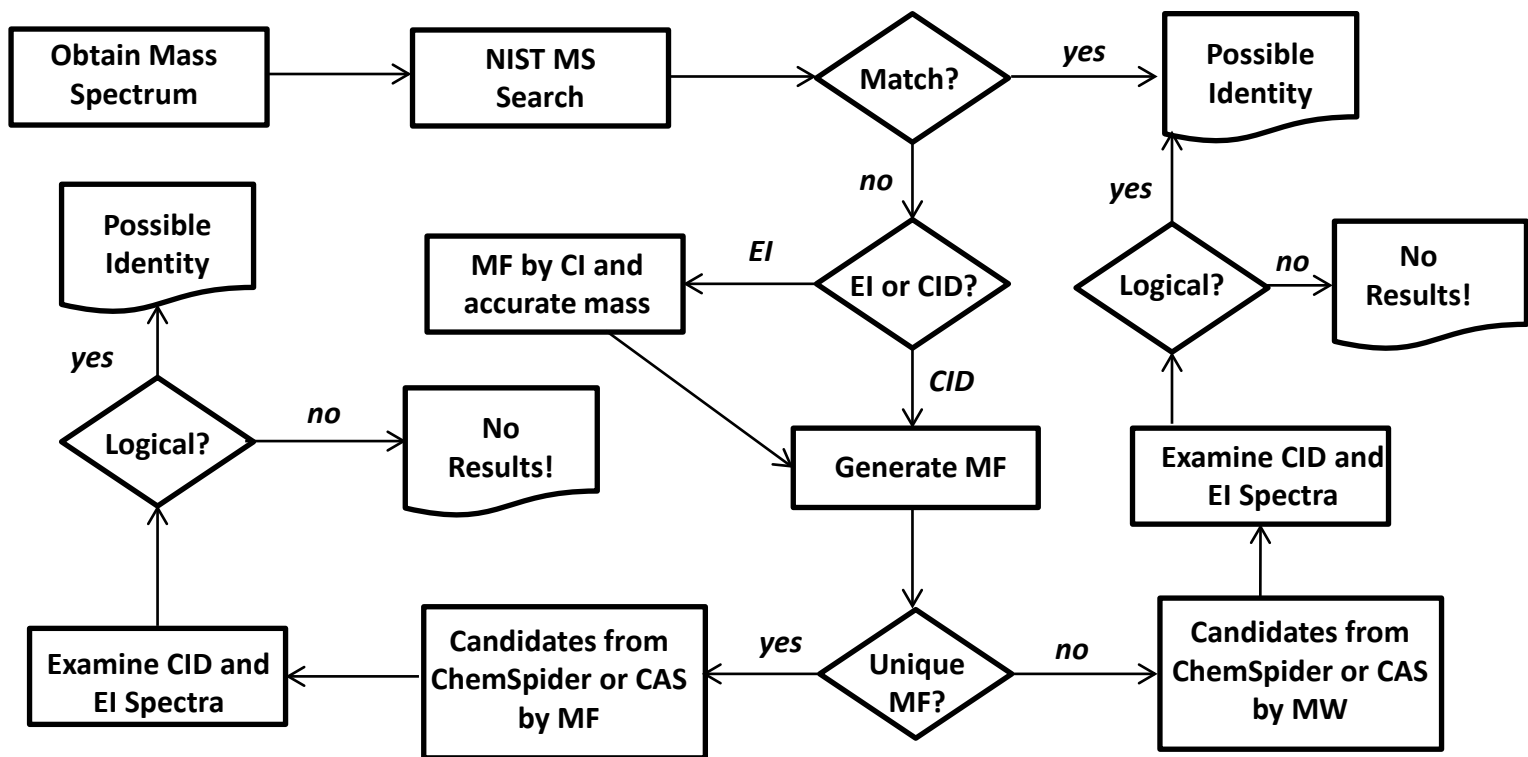 Obtain Mass
Spectrum
NIST MS
Search
Match?
yes
Possible
Identity
no
EI or CID?
EI
MF by CI and
accurate mass
CID
Generate MF
Unique
MF?
yes
Candidates from
ChemSpider or CAS
by MF
Examine CID and
EI Spectra
Logical?
yes
Possible
Identity
no
No
Results!
no
Candidates from
ChemSpider or CAS
by MW
Examine CID and
EI Spectra
Logical?
yes
no
No
Results!